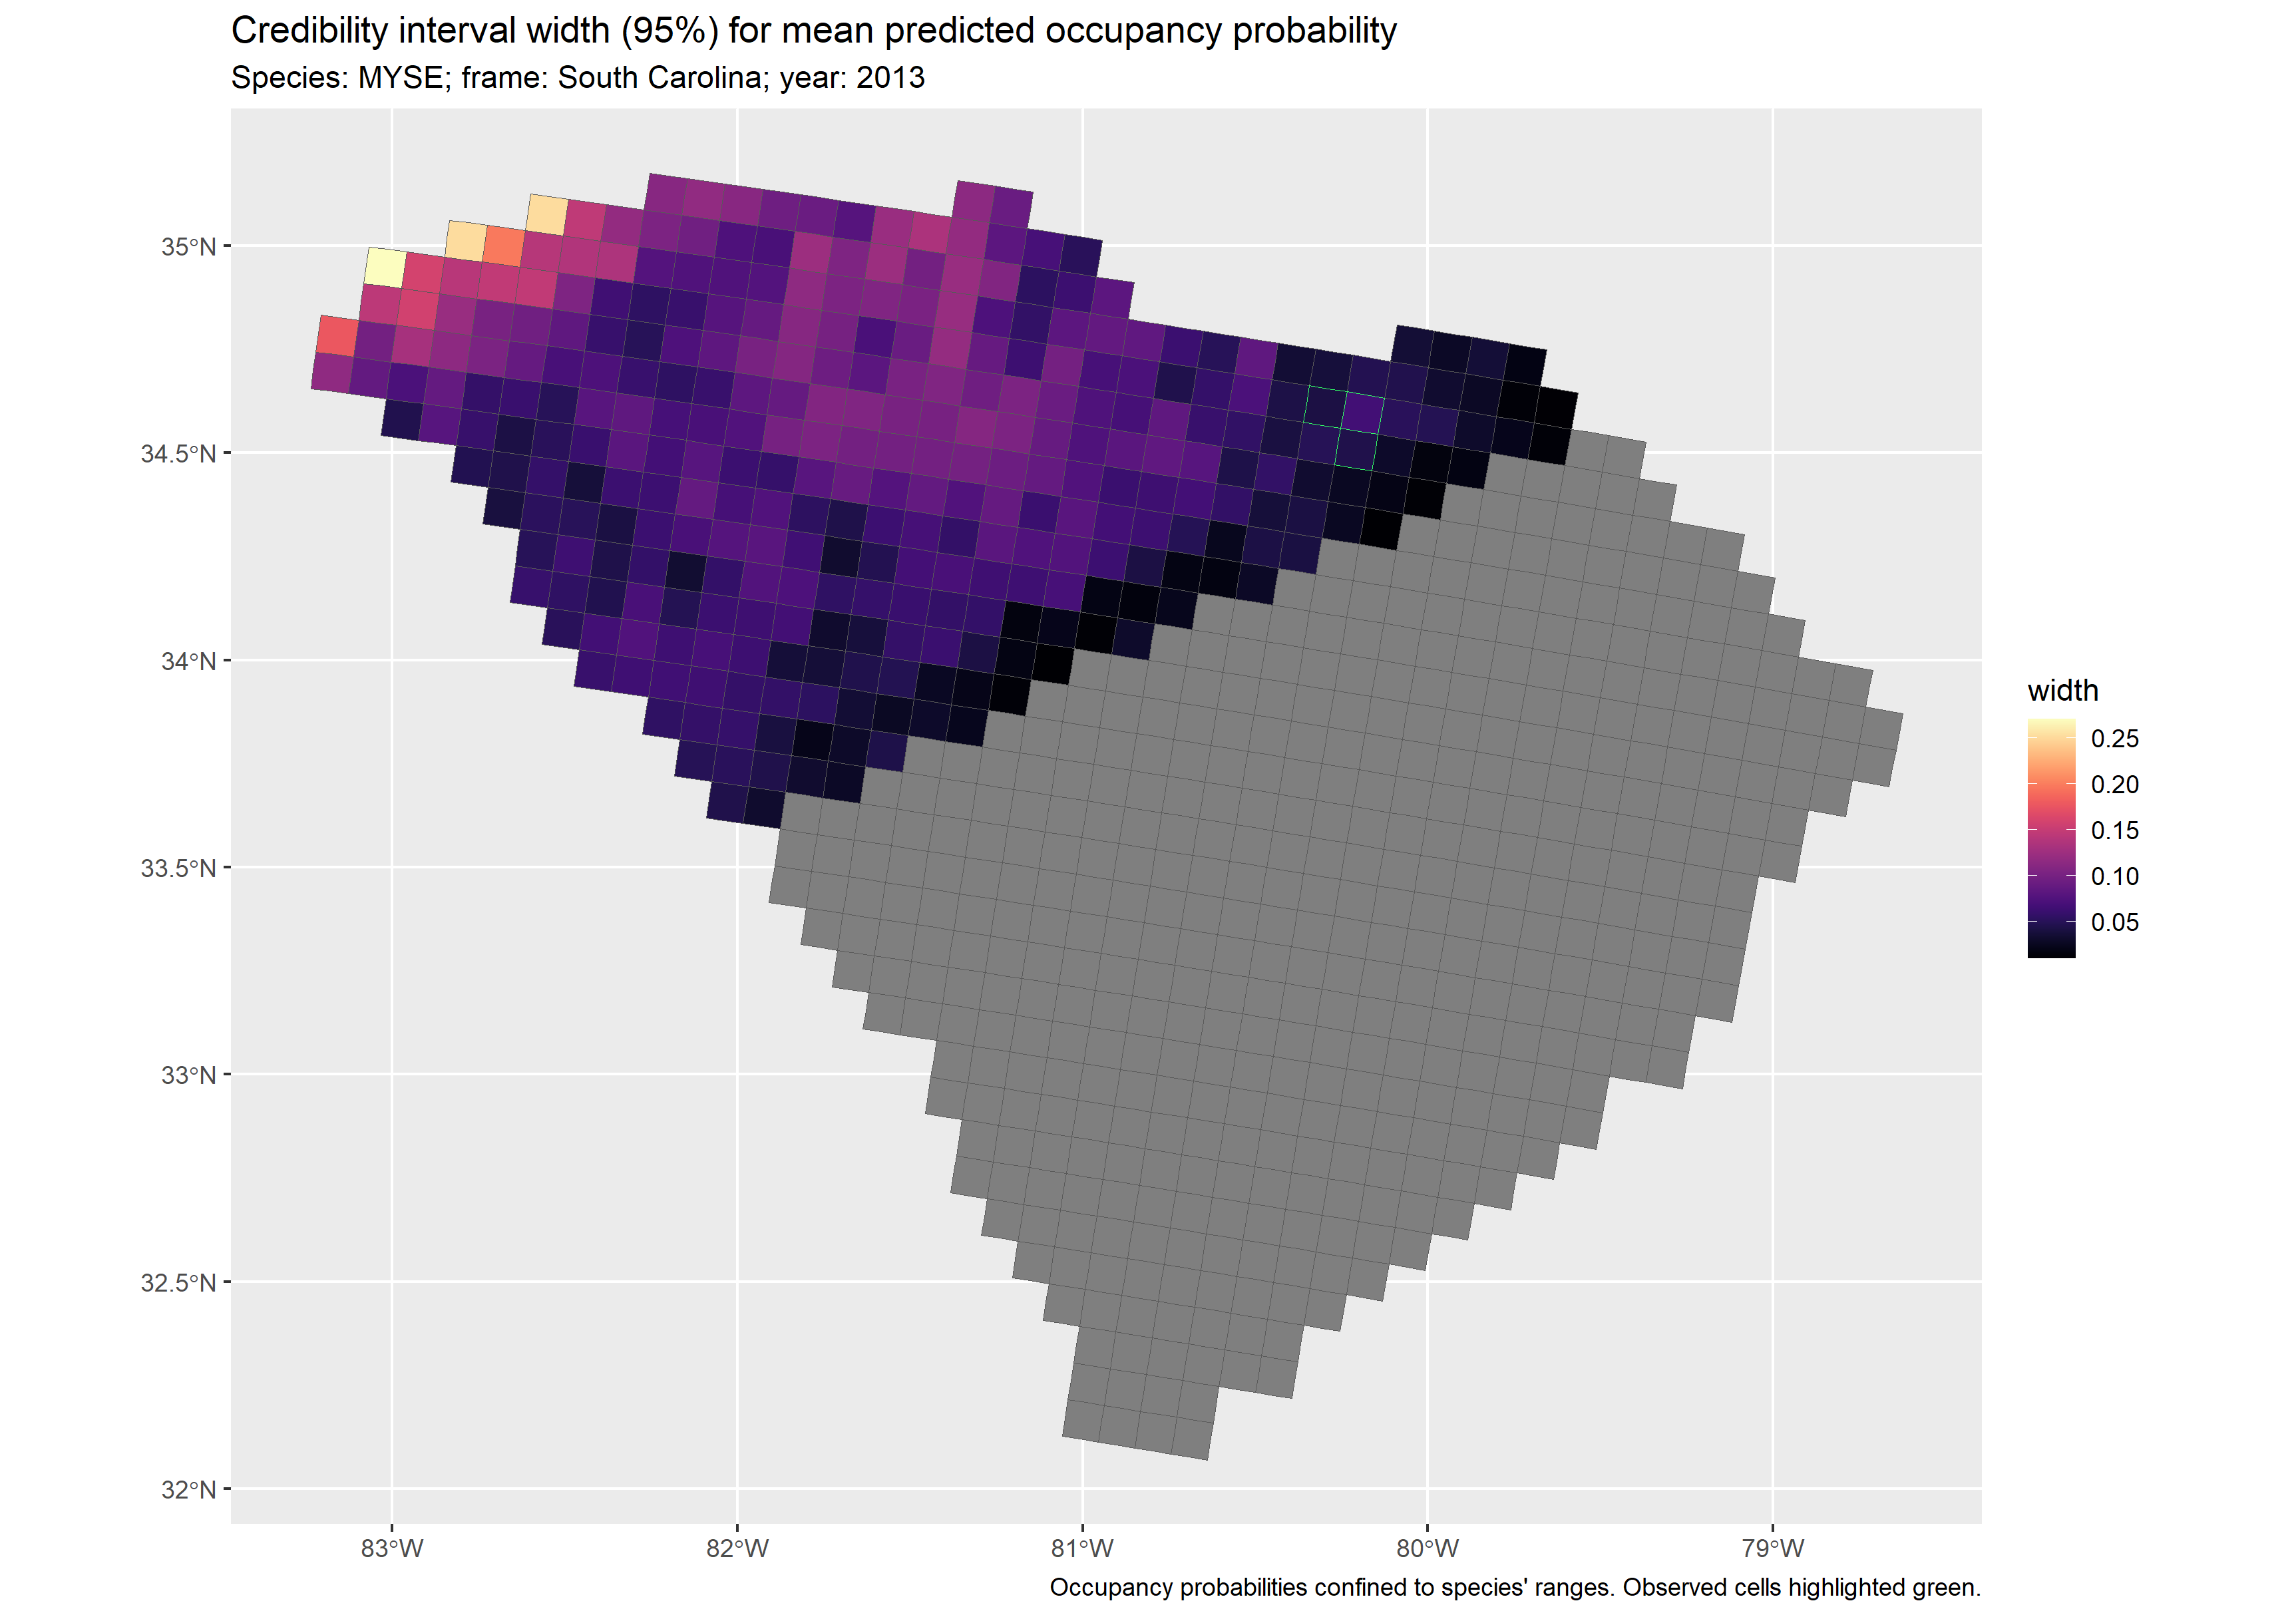 Credibility interval width (95%) for mean predicted occupancy probability
Species: MYSE; frame: South Carolina; year: 2013
35°N
34.5°N
34°N
33.5°N
33°N
32.5°N
32°N
83°W
82°W
81°W
80°W
79°W
width
0.25
0.20
0.15
0.10
0.05
Occupancy probabilities confined to species' ranges. Observed cells highlighted green.